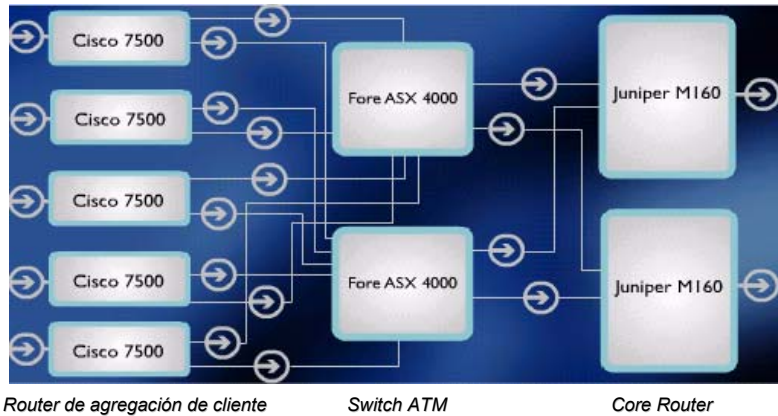 Cisco 7500
Cisco 7500
Cisco 7500
Cisco 7500
Cisco 7500
Fore ASX 4000
Fore ASX 4000
Juniper M160
Juniper M160
Router de agregación de cliente
Switch ATM
Core Router